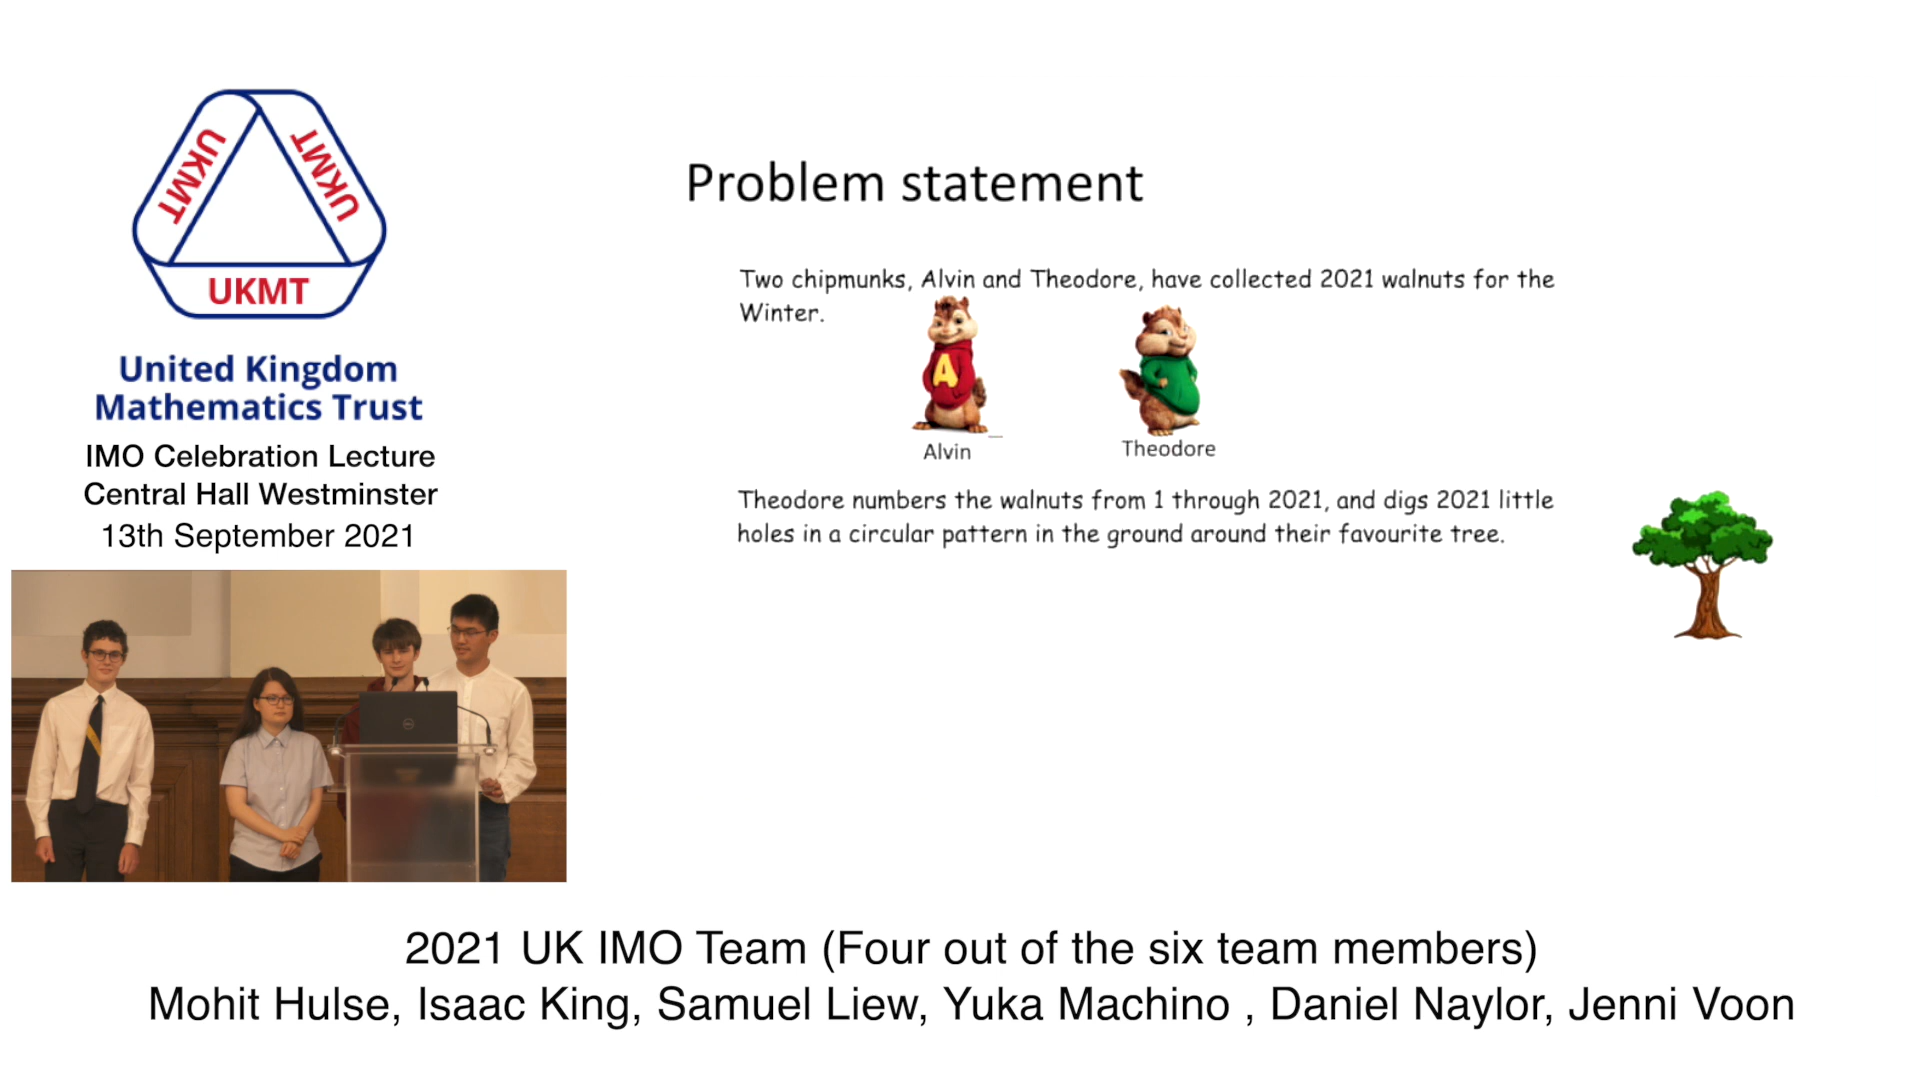 UKMT
UKMT
UKMT
United Kingdom
Mathematics Trust
IMO Celebration Lecture
Central Hall Westminster
13th September 2021
Problem statement
Two chipmunks, Alvin and Theodore, have collected 2021 walnuts for the
Winter.
A
Alvin
Theodore
Theodore numbers the walnuts from 1 through 2021, and digs 2021 little
holes in a circular pattern in the ground around their favourite tree.
2021 UK IMO Team (Four out of the six team members)
Mohit Hulse, Isaac King, Samuel Liew, Yuka Machino , Daniel Naylor, Jenni Voon